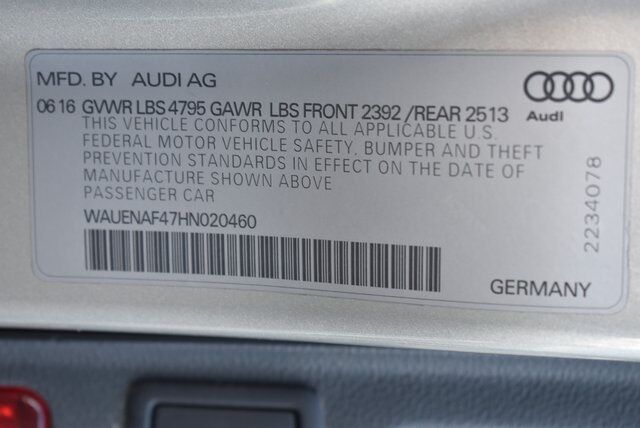 MFD. BY AUDI AG
06 16 GVWR LBS 4795 GAWR LBS FRONT 2392 /REAR 2513
THIS VEHICLE CONFORMS TO ALL APPLICABLE U.S.
FEDERAL MOTOR VEHICLE SAFETY, BUMPER AND THEFT
PREVENTION STANDARDS IN EFFECT ON THE DATE OF
MANUFACTURE SHOWN ABOVE
PASSENGER CAR
WAUENAF47HN020460
GERMANY
Audi
2234078